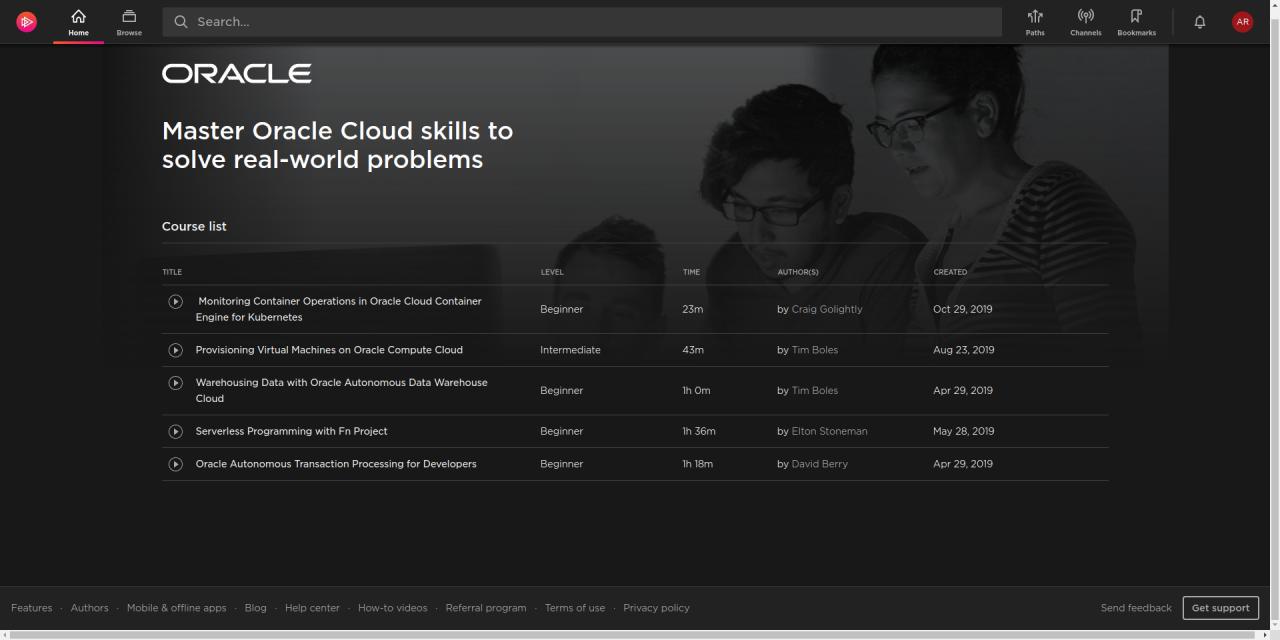 Home
Browse
Search...
Paths
Channels
Bookmarks
AR
ORACLE
Master Oracle Cloud skills to
solve real-world problems
Course list
TITLE LEVEL TIME AUTHOR(S) CREATED
Monitoring Container Operations in Oracle Cloud Container
Engine for Kubernetes
Beginner 23m by Craig Golightly Oct 29, 2019
Provisioning Virtual Machines on Oracle Compute Cloud Intermediate 43m by Tim Boles Aug 23, 2019
Warehousing Data with Oracle Autonomous Data Warehouse
Cloud
Beginner 1h 0m by Tim Boles Apr 29, 2019
Serverless Programming with Fn Project Beginner 1h 36m by Elton Stoneman May 28, 2019
Oracle Autonomous Transaction Processing for Developers Beginner 1h 18m by David Berry Apr 29, 2019
Features · Authors · Mobile & offline apps · Blog · Help center · How-to videos · Referral program · Terms of use · Privacy policy Send feedback Get support